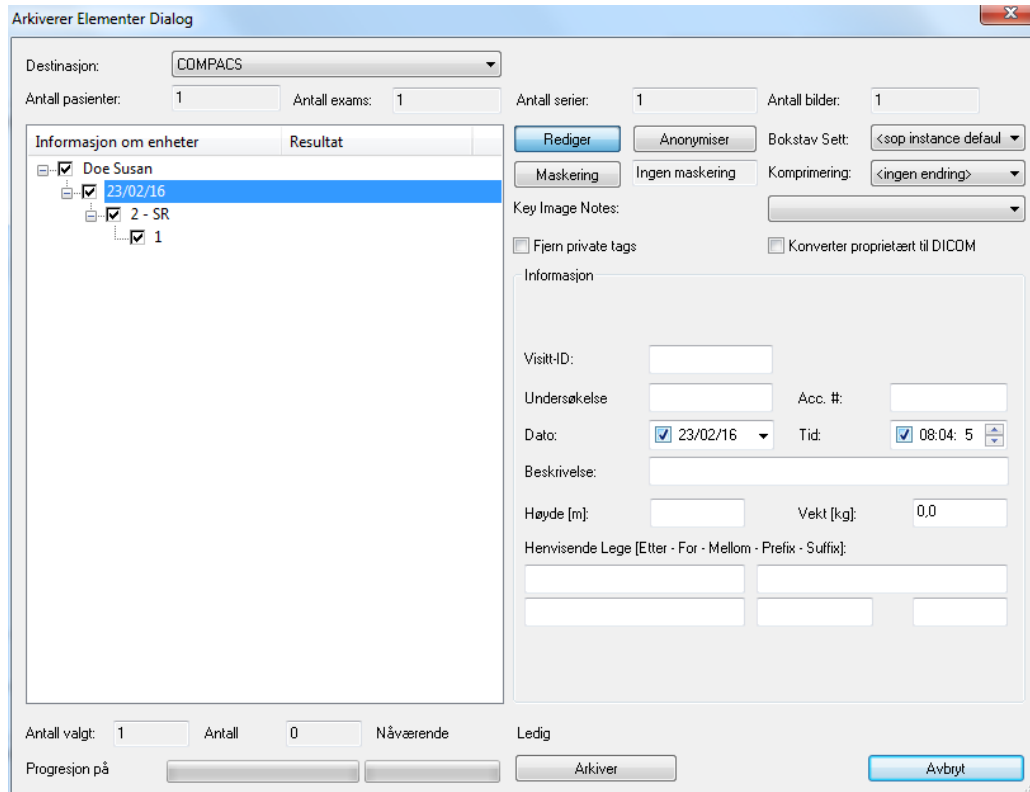 Arkiverer Elementer Dialog
Destinasjon: COMPACS
Antall pasienter: 1 Antall exams: 1 Antall serier: 1 Antall bilder: 1
Informasjon om enheter Resultat
Rediger Anonymiser Bokstav Sett: <sop instance defaul
Doe Susan
Maskering Ingen maskering Komprimering: <ingen endring>
23/02/16
2 - SR
Key Image Notes:
1
Fjern private tags Konverter proprietært til DICOM
Informasjon
Visitt-ID:
Undersøkelse Acc. #:
Dato: 23/02/16 Tid: 08:04: 5
Beskrivelse:
Høyde [m]: Vekt [kg]: 0,0
Henvisende Lege [Etter - For - Mellom - Prefix - Suffix]:
Antall valgt: 1 Antall 0 Nåværende Ledig
Progresjon på Arkiver Avbryt